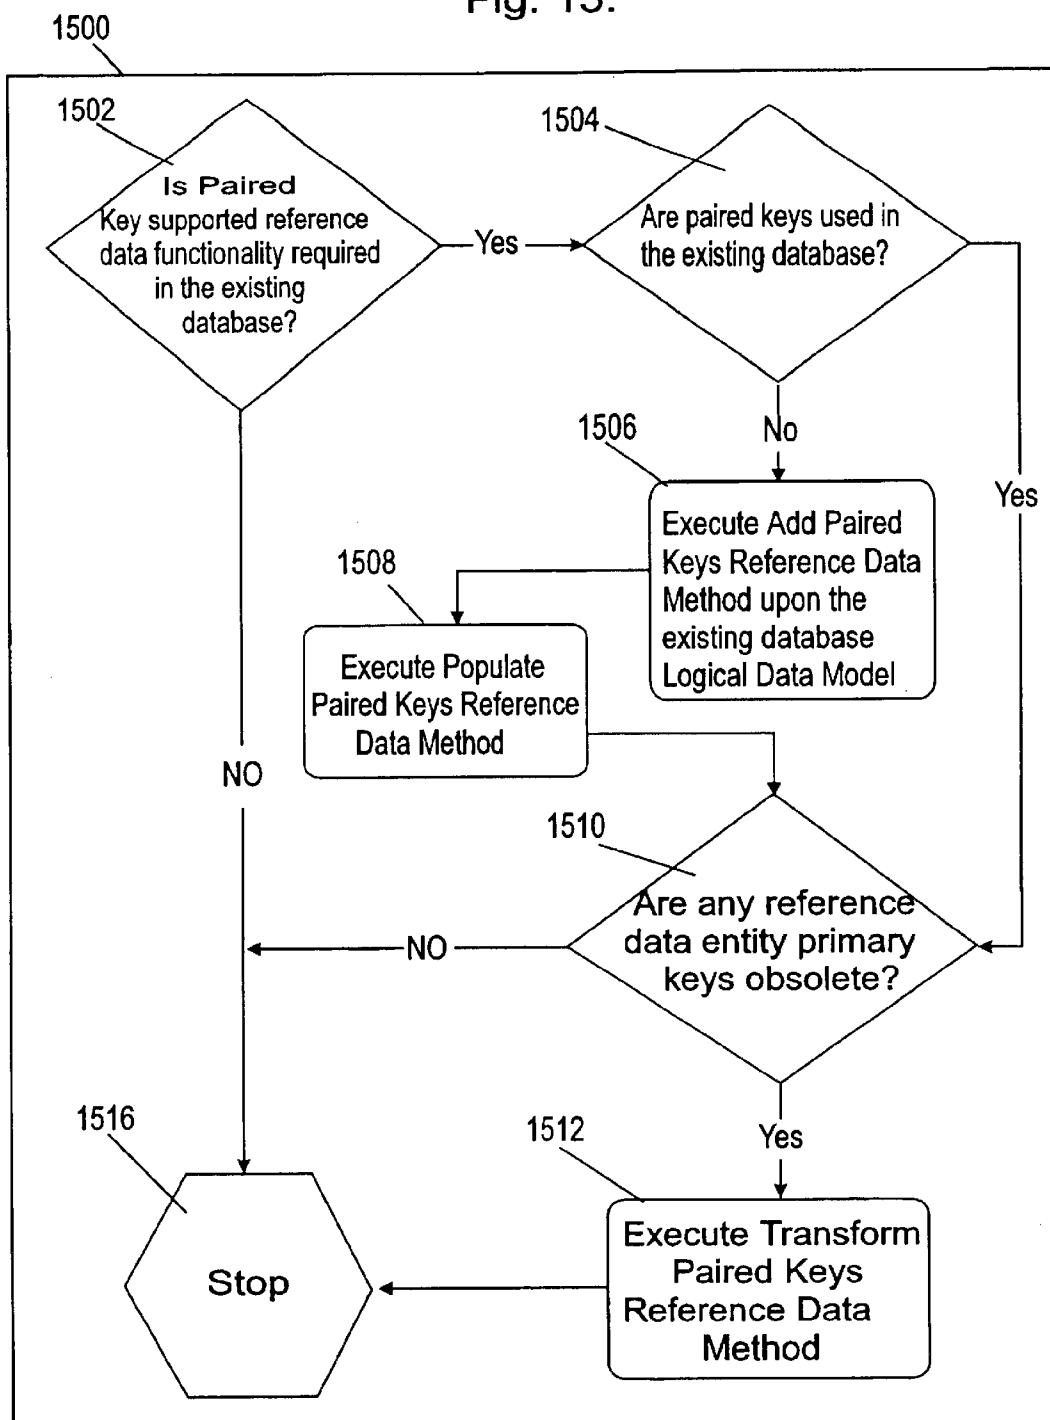 Fig. 15.
1500
1502
Is Paired
Key supported reference
data functionality required
in the existing
database?
Yes
1504
Are paired keys used in
the existing database?
No
Yes
1506
Execute Add Paired
Keys Reference Data
Method upon the
existing database
Logical Data Model
1508
Execute Populate
Paired Keys Reference
Data Method
NO
1510
Are any reference
data entity primary
keys obsolete?
NO
Yes
1516
Stop
1512
Execute Transform
Paired Keys
Reference Data
Method